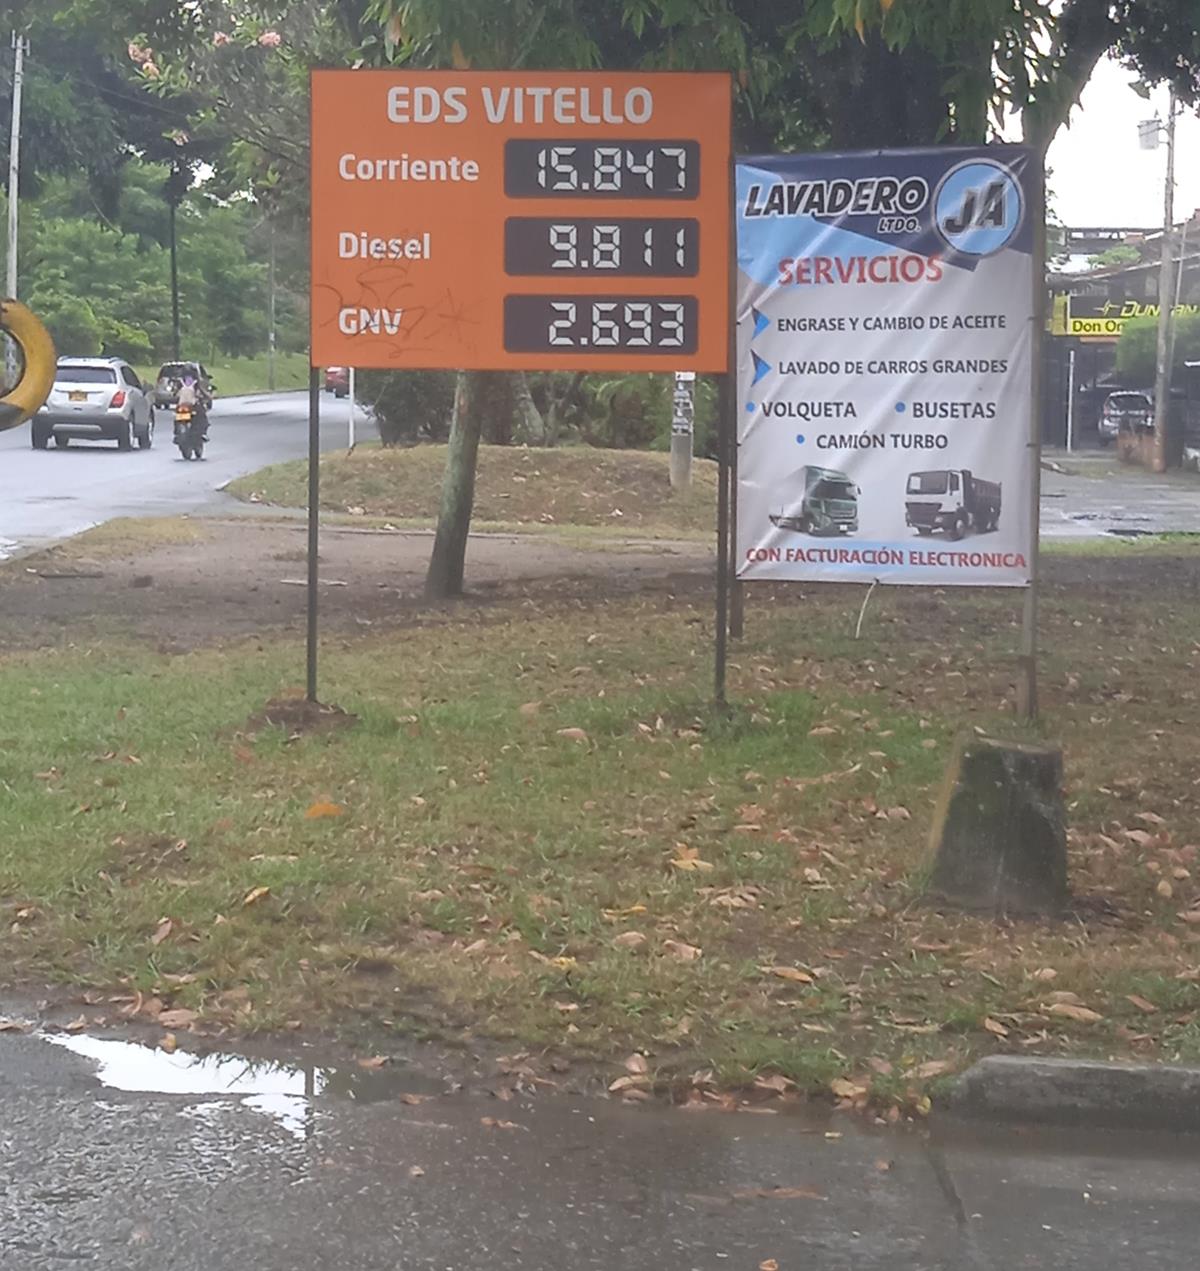 EDS VITELLO
Corriente 15.847
Diesel 9.811
GNV 2.693
LAVADERO
LTDO.
JA
SERVICIOS
ENGRASE Y CAMBIO DE ACEITE
LAVADO DE CARROS GRANDES
VOLQUETA BUSETAS
CAMIÓN TURBO
CON FACTURACIÓN ELECTRONICA
Don